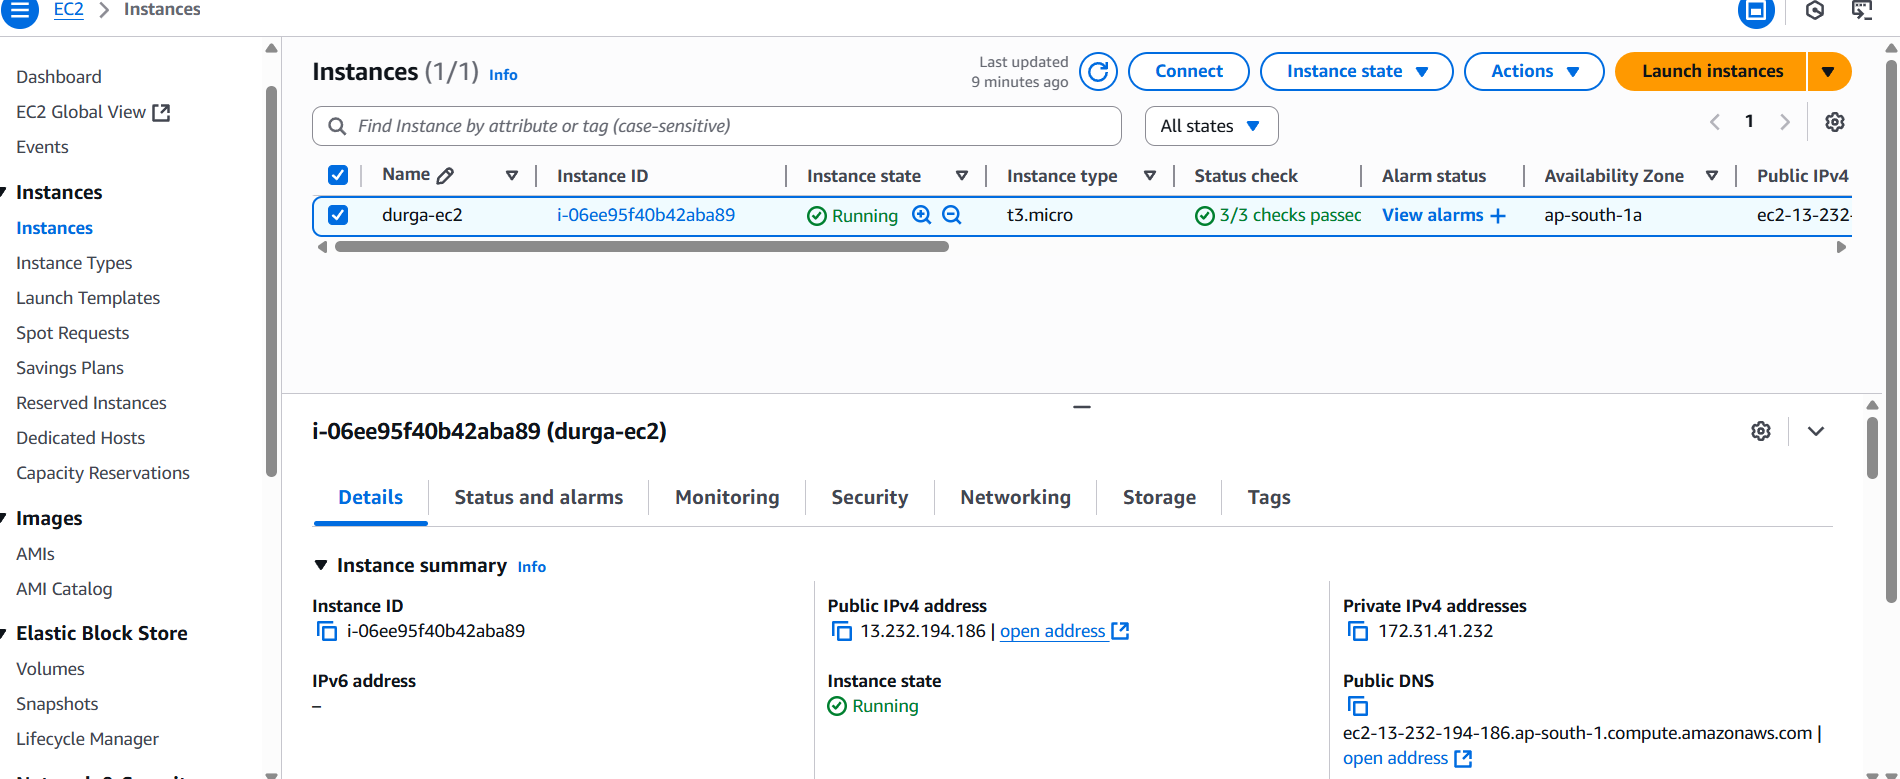 EC2 > Instances
Dashboard
EC2 Global View
Events
Instances
Instances
Instance Types
Launch Templates
Spot Requests
Savings Plans
Reserved Instances
Dedicated Hosts
Capacity Reservations
Images
AMIs
AMI Catalog
Elastic Block Store
Volumes
Snapshots
Lifecycle Manager
Instances (1/1) Info
Last updated
9 minutes ago
Connect
Instance state
Actions
Launch instances
Find Instance by attribute or tag (case-sensitive)
All states
1
Name Instance ID Instance state Instance type Status check Alarm status Availability Zone Public IPv4
durga-ec2 i-06ee95f40b42aba89 Running t3.micro 3/3 checks passec View alarms + ap-south-1a ec2-13-232-
i-06ee95f40b42aba89 (durga-ec2)
Details Status and alarms Monitoring Security Networking Storage Tags
Instance summary Info
Instance ID
i-06ee95f40b42aba89
Public IPv4 address
13.232.194.186 | open address
Private IPv4 addresses
172.31.41.232
IPv6 address
–
Instance state
Running
Public DNS
ec2-13-232-194-186.ap-south-1.compute.amazonaws.com |
open address